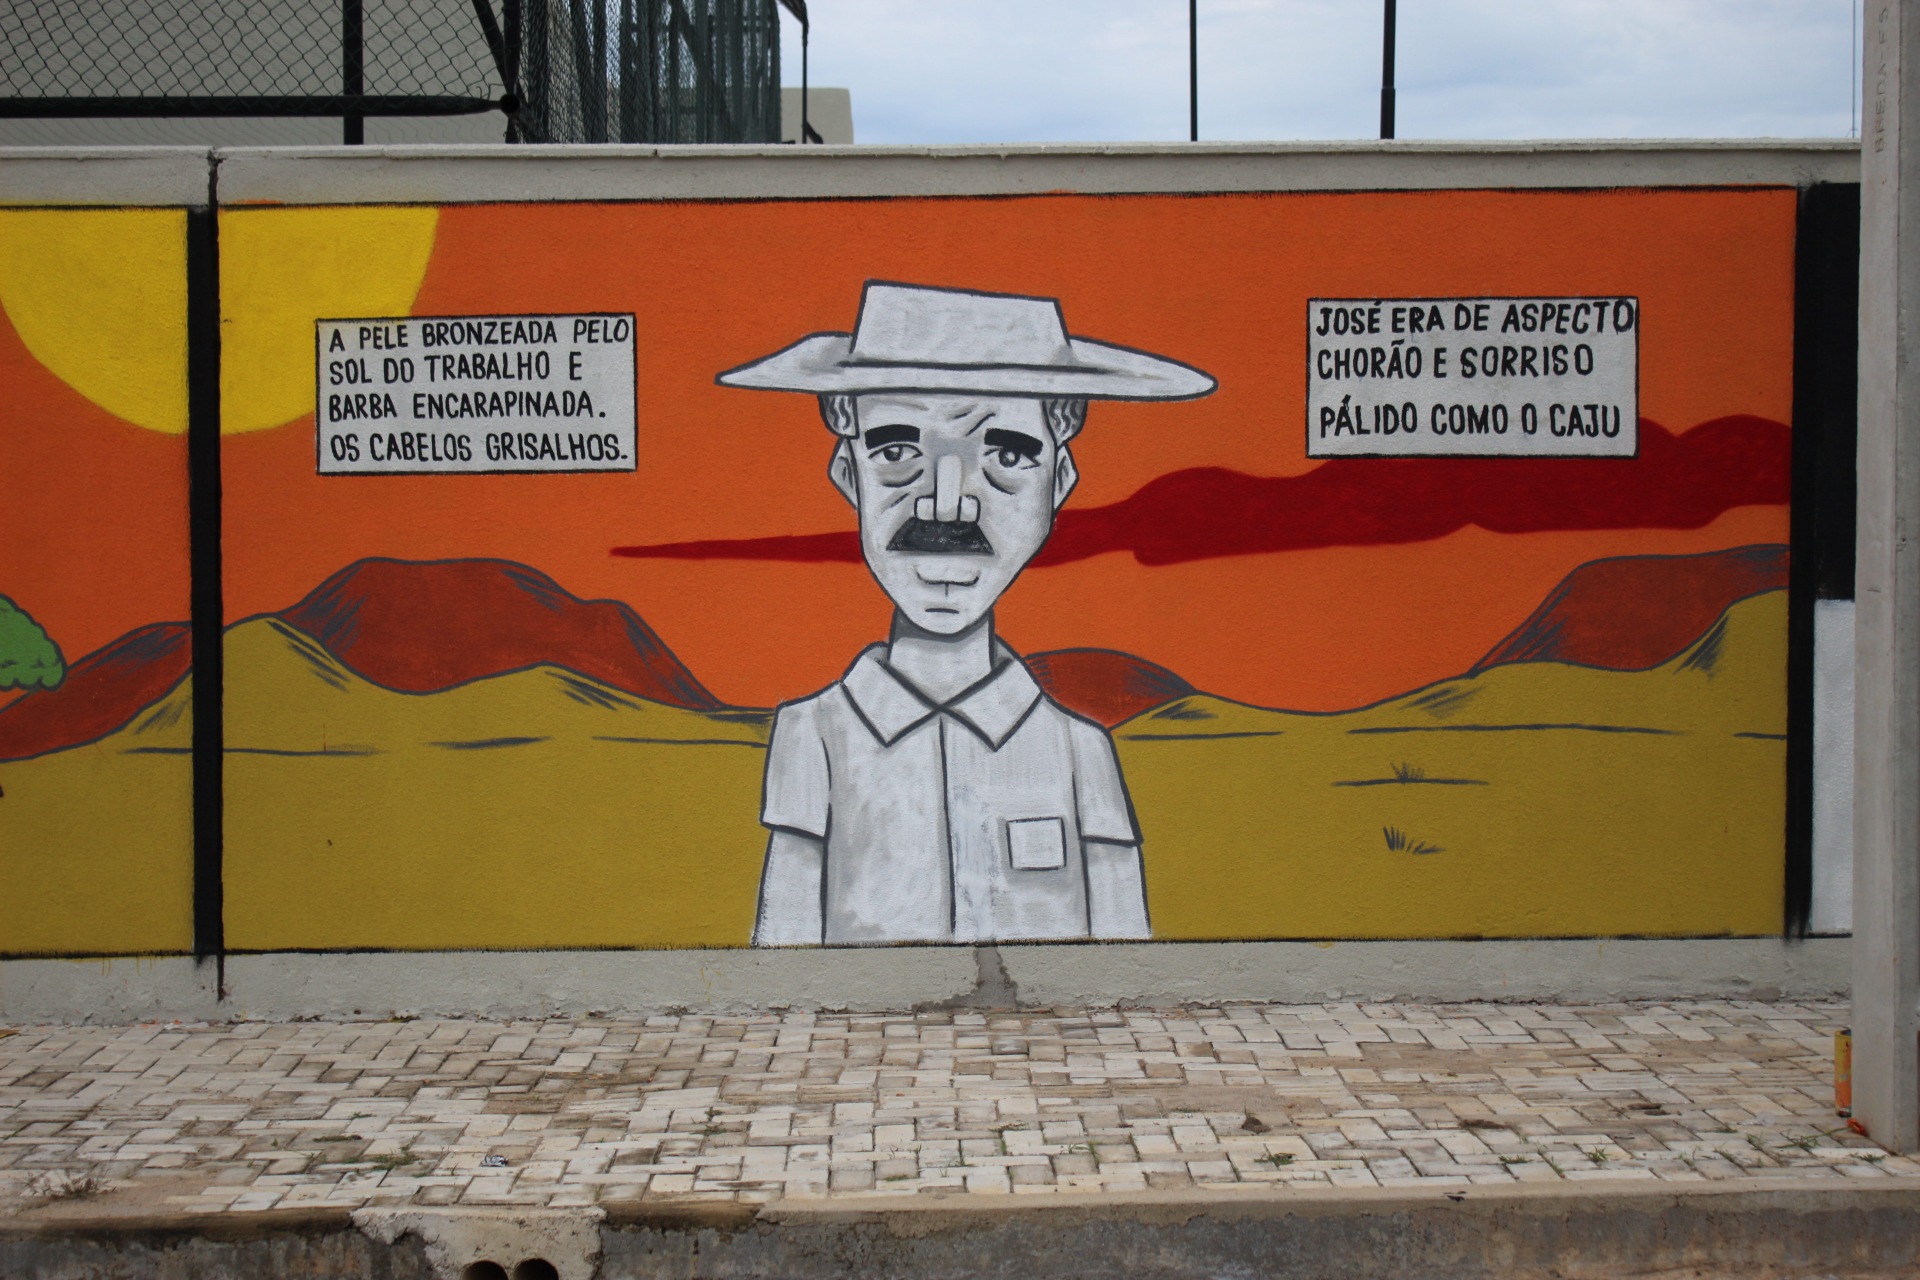 A PELE BRONZEADA PELO
SOL DO TRABALHO E
BARBA ENCARAPINADA.
OS CABELOS GRISALHOS.
JOSÉ ERA DE ASPECTO
CHORÃO E SORRISO
PÁLIDO COMO O CAJU